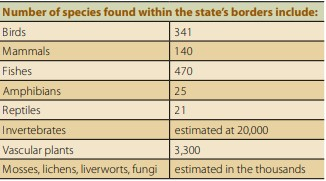 Number of species found within the state's borders include:
Birds 341
Mammals 140
Fishes 470
Amphibians 25
Reptiles 21
Invertebrates estimated at 20,000
Vascular plants 3,300
Mosses, lichens, liverworts, fungi estimated in the thousands